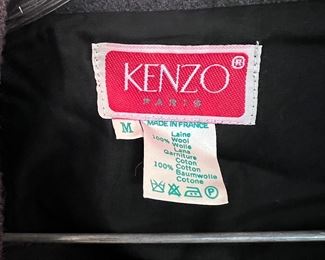 KENZO®
PARIS
M
MADE IN FRANCE
Laine
100% Wool
Wolle
Lana
Garniture
Coton
100% Cotton
Baumwolle
Cotone
P